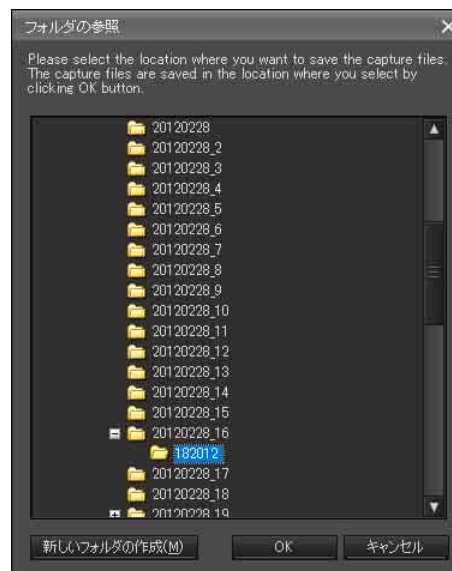 フォルダの参照
Please select the location where you want to save the capture files.
The capture files are saved in the location where you select by
clicking OK button.
20120228
20120228_2
20120228_3
20120228_4
20120228_5
20120228_6
20120228_7
20120228_8
20120228_9
20120228_10
20120228_11
20120228_12
20120228_13
20120228_14
20120228_15
20120228_16
182012
20120228_17
20120228_18
20120228_19
新しいフォルダの作成(M)
OK
キャンセル